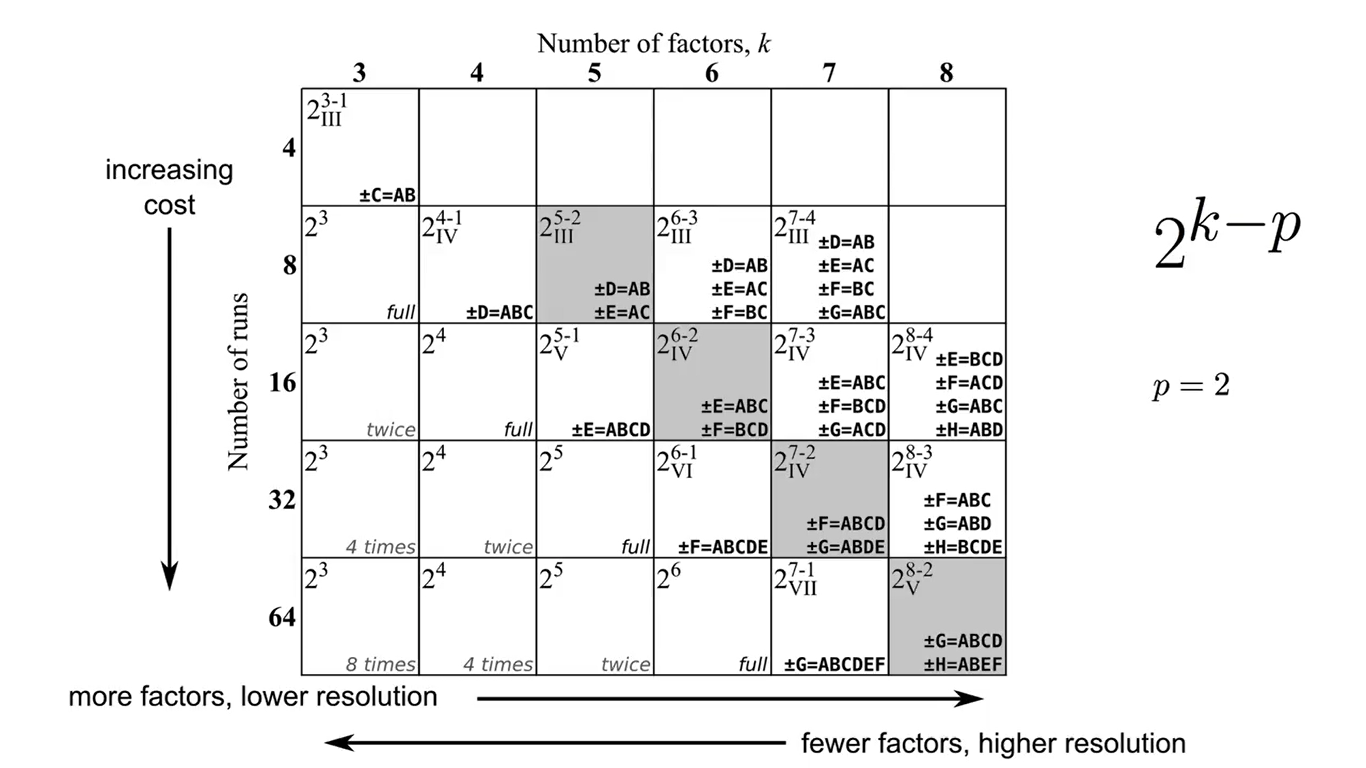 Number of factors, k
3 4 5 6 7 8
increasing
cost
Number of runs
4
2^{3-1}_{III}
±C=AB
8
2^3
full
2^{4-1}_{IV}
±D=ABC
2^{5-2}_{III}
±D=AB
±E=AC
2^{6-3}_{III}
±D=AB
±E=AC
±F=BC
2^{7-4}_{III}
±D=AB
±E=AC
±F=BC
±G=ABC
16
2^3
twice
2^4
full
2^{5-1}_{V}
±E=ABCD
2^{6-2}_{IV}
±E=ABC
±F=BCD
2^{7-3}_{IV}
±E=ABC
±F=BCD
±G=ACD
2^{8-4}_{IV}
±E=BCD
±F=ACD
±G=ABC
±H=ABD
32
2^3
4 times
2^4
twice
2^5
full
2^{6-1}_{VI}
±F=ABCDE
2^{7-2}_{IV}
±F=ABCD
±G=ABDE
2^{8-3}_{IV}
±F=ABC
±G=ABD
±H=BCDE
64
2^3
8 times
2^4
4 times
2^5
twice
2^6
full
2^{7-1}_{VII}
±G=ABCDEF
2^{8-2}_{V}
±G=ABCD
±H=ABEF
2^{k-p}
p = 2
more factors, lower resolution
fewer factors, higher resolution